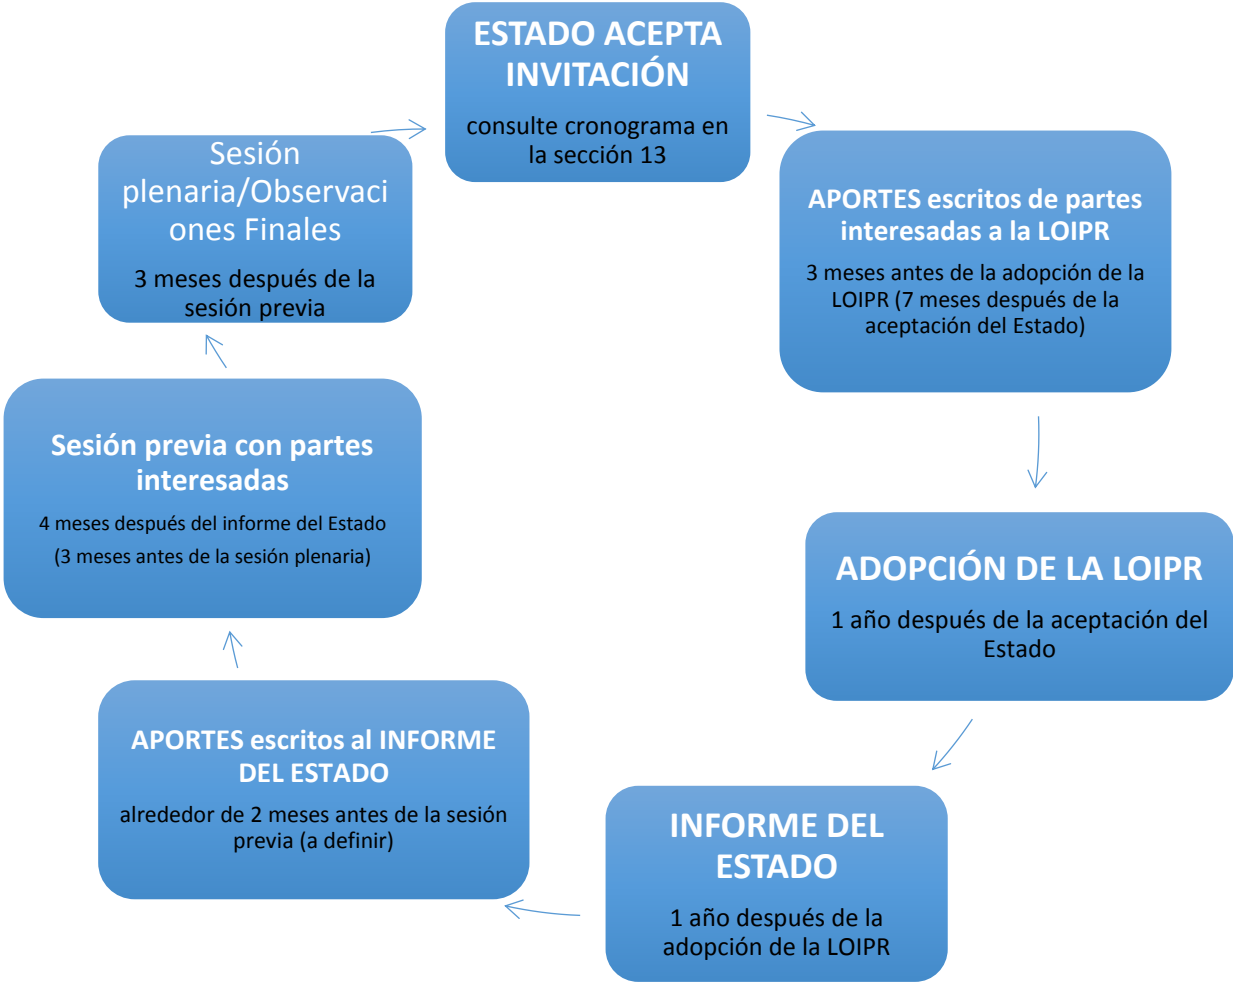 ESTADO ACEPTA
INVITACIÓN
consulte cronograma en
la sección 13
APORTES escritos de partes
interesadas a la LOIPR
3 meses antes de la adopción de la
LOIPR (7 meses después de la
aceptación del Estado)
ADOPCIÓN DE LA LOIPR
1 año después de la aceptación del
Estado
INFORME DEL
ESTADO
1 año después de la
adopción de la LOIPR
APORTES escritos al INFORME
DEL ESTADO
alrededor de 2 meses antes de la sesión
previa (a definir)
Sesión previa con partes
interesadas
4 meses después del informe del Estado
(3 meses antes de la sesión plenaria)
Sesión
plenaria/Observaci
ones Finales
3 meses después de la
sesión previa